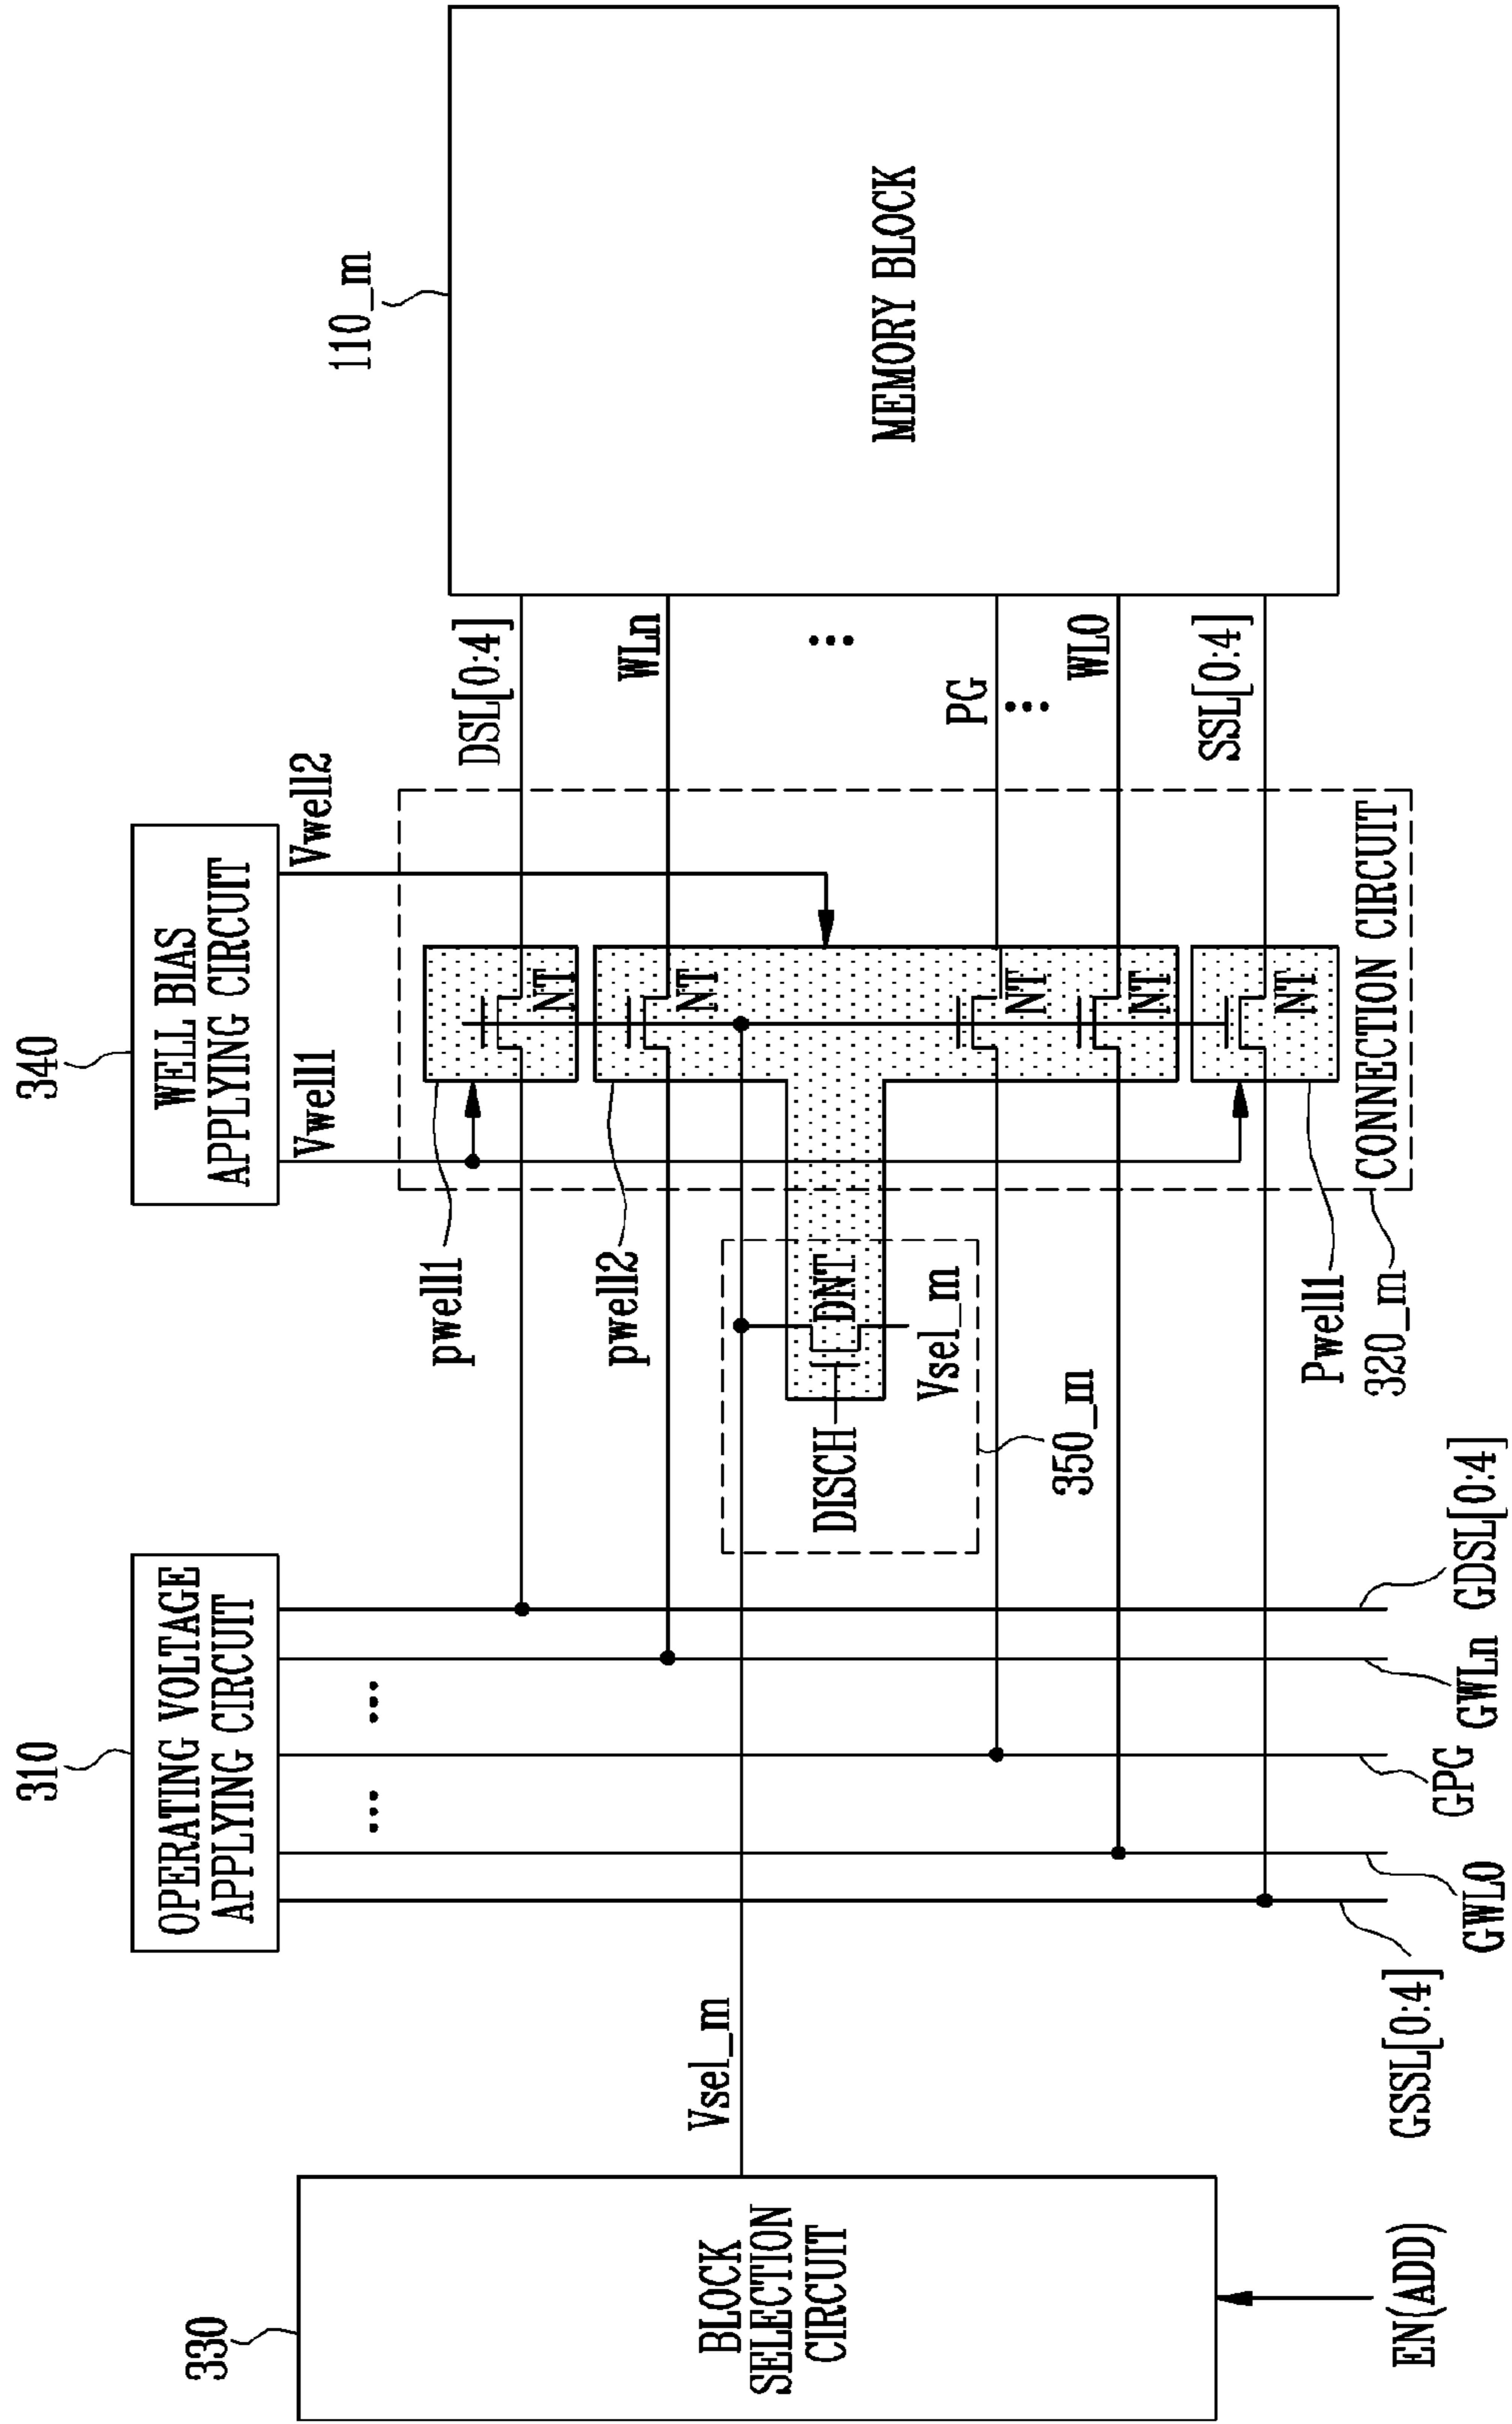 330
BLOCK
SELECTION
CIRCUIT
EN(ADD)
Vsel_m
310
OPERATING VOLTAGE
APPLYING CIRCUIT
...
...
GSSL[0:4]
GWL0
GPG
GWLn
GDSL[0:4]
340
WELL BIAS
APPLYING CIRCUIT
Vwell1
Vwell2
pwell1
pwell2
DISCH
DNT
Vsel_m
350_m
NT
NT
NT
NT
NT
Pwell1
320_m
CONNECTION CIRCUIT
DSL[0:4]
WLn
...
PG
...
WL0
SSL[0:4]
110_m
MEMORY BLOCK